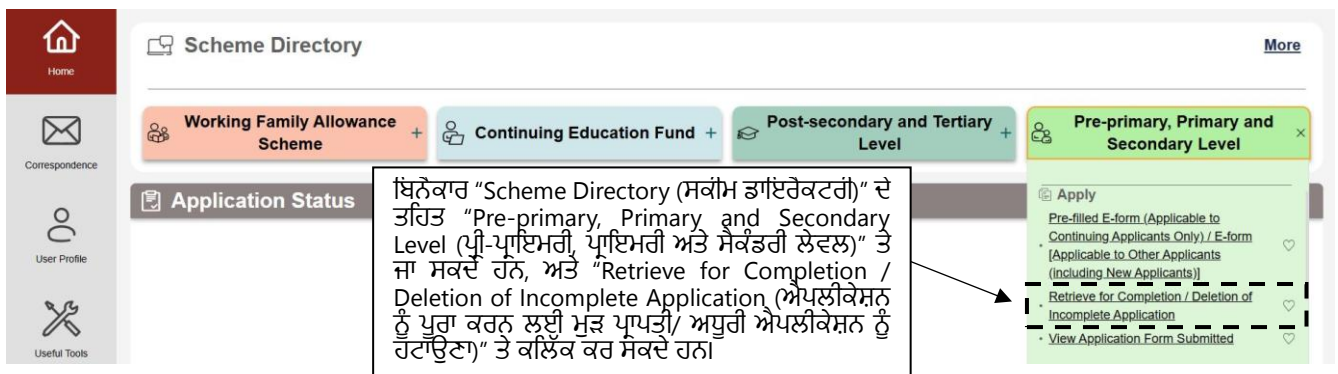 Home
Correspondence
User Profile
Useful Tools
Scheme Directory
More
Working Family Allowance
Scheme
+
Continuing Education Fund +
Post-secondary and Tertiary
Level
+
Pre-primary, Primary and
Secondary Level
×
Application Status
ਬਿਨੈਕਾਰ “Scheme Directory (ਸਕੀਮ ਡਾਇਰੈਕਟਰੀ)” ਦੇ
ਤਹਿਤ “Pre-primary, Primary and Secondary
Level (ਪ੍ਰੀ-ਪ੍ਰਾਇਮਰੀ, ਪ੍ਰਾਇਮਰੀ ਅਤੇ ਸੈਕੰਡਰੀ ਲੇਵਲ)” ਤੇ
ਜਾ ਸਕਦੇ ਹਨ, ਅਤੇ “Retrieve for Completion /
Deletion of Incomplete Application (ਐਪਲੀਕੇਸ਼ਨ
ਨੂੰ ਪੂਰਾ ਕਰਨ ਲਈ ਮੁੜ ਪ੍ਰਾਪਤੀ/ ਅਧੂਰੀ ਐਪਲੀਕੇਸ਼ਨ ਨੂੰ
ਹਟਾਉਣਾ)” ਤੇ ਕਲਿੱਕ ਕਰ ਸਕਦੇ ਹਨ।
Apply
· Pre-filled E-form (Applicable to
Continuing Applicants Only) / E-form
[Applicable to Other Applicants
(including New Applicants)]
· Retrieve for Completion / Deletion of
Incomplete Application
· View Application Form Submitted